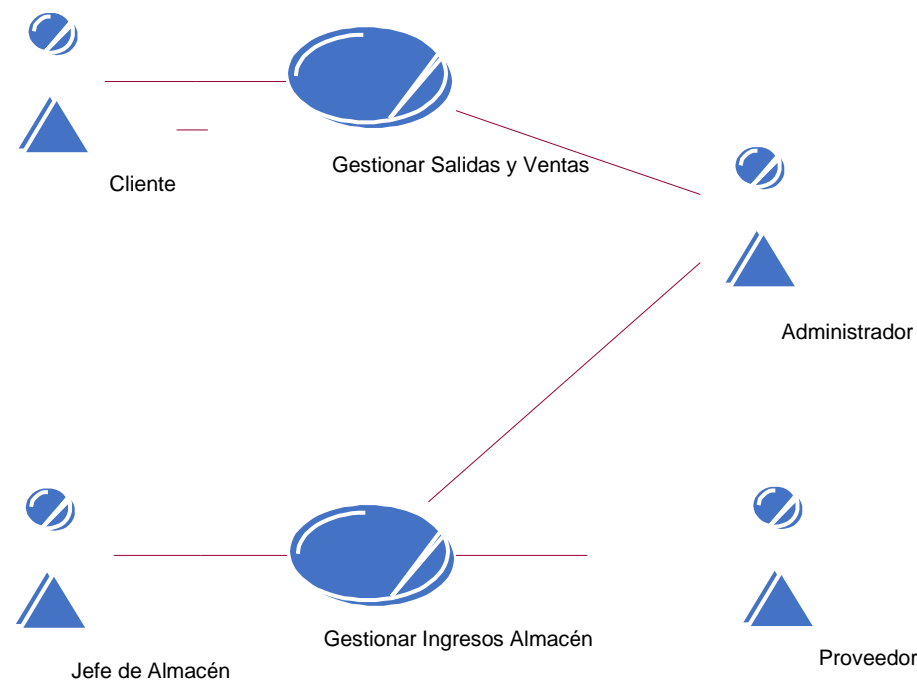 Gestionar Salidas y Ventas
Cliente
Administrador
Gestionar Ingresos Almacén
Proveedor
Jefe de Almacén